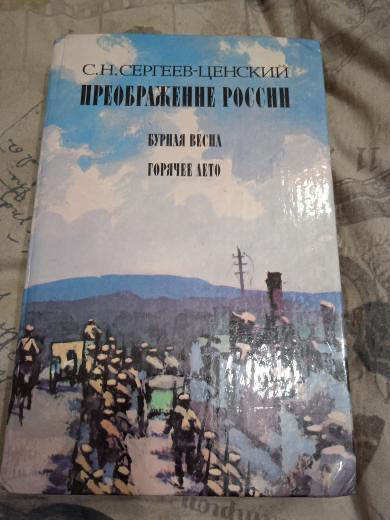 С.Н.СЕРГЕЕВ-ЦЕНСКИЙ
ПРЕОБРАЖЕНИЕ РОССИИ
БУРНАЯ ВЕСНА
ГОРЯЧЕЕ ЛЕТО